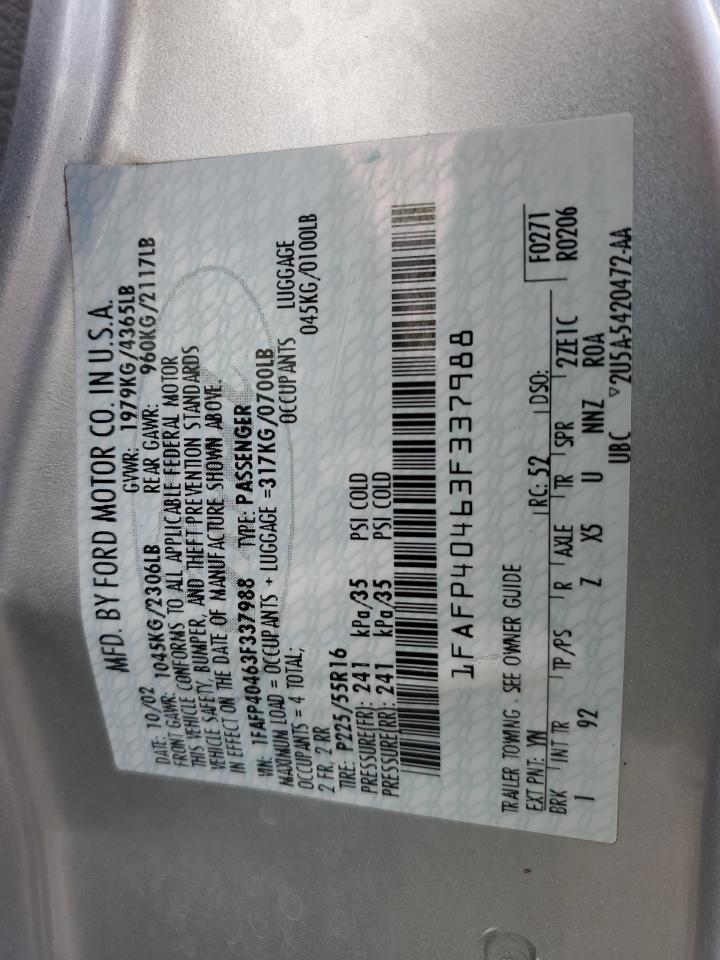 MFD. BY FORD MOTOR CO. IN U.S.A.
DATE: 10/02 GVWR: 1979KG/4365LB
FRONT GAWR: 1045KG/2306LB REAR GAWR: 960KG/2117LB
THIS VEHICLE CONFORMS TO ALL APPLICABLE FEDERAL MOTOR
VEHICLE SAFETY, BUMPER, AND THEFT PREVENTION STANDARDS
IN EFFECT ON THE DATE OF MANUFACTURE SHOWN ABOVE.
VIN: 1FAFP40463F337988 TYPE: PASSENGER
MAXIMUM LOAD = OCCUPANTS + LUGGAGE =317KG/0700LB
OCCUPANTS = 4 TOTAL; OCCUPANTS LUGGAGE
2 FR, 2 RR 045KG/0100LB
TIRE: P225/55R16
PRESSURE(FR): 241 kPa/35 PSI COLD
PRESSURE(RR): 241 kPa/35 PSI COLD
1FAFP40463F337988
TRAILER TOWING - SEE OWNER GUIDE
EXT PNT: YN RC: 52 DSO: F0271
BRK INT TR TP/PS R AXLE TR SPR R0206
1 92 Z X5 U NNZ 2ZE1C
R0A
UBC ▽2U5A-5420472-AA